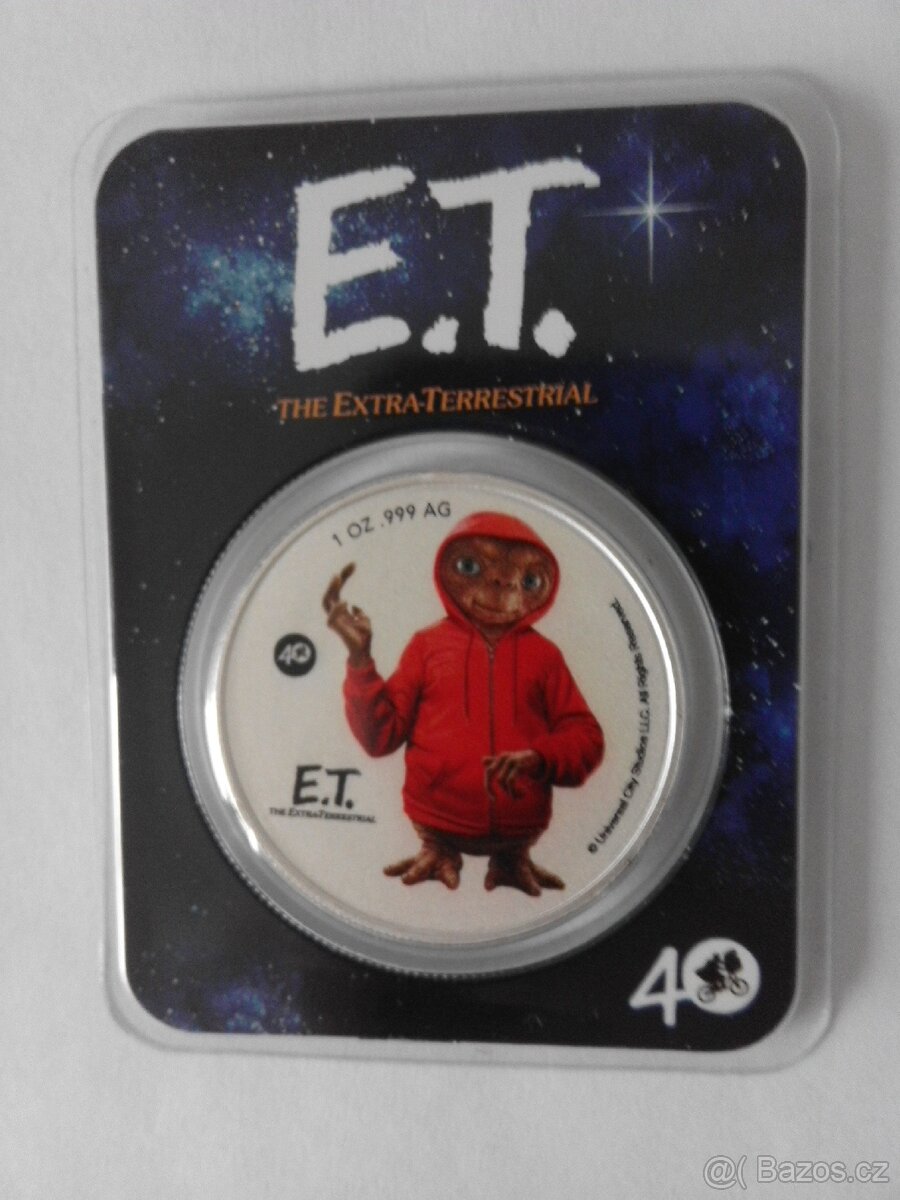 E.T.
THE EXTRA-TERRESTRIAL
1 OZ .999 AG
40
E.T.
THE EXTRA-TERRESTRIAL
© Universal City Studios LLC. All Rights Reserved.
40
@( Bazos.cz